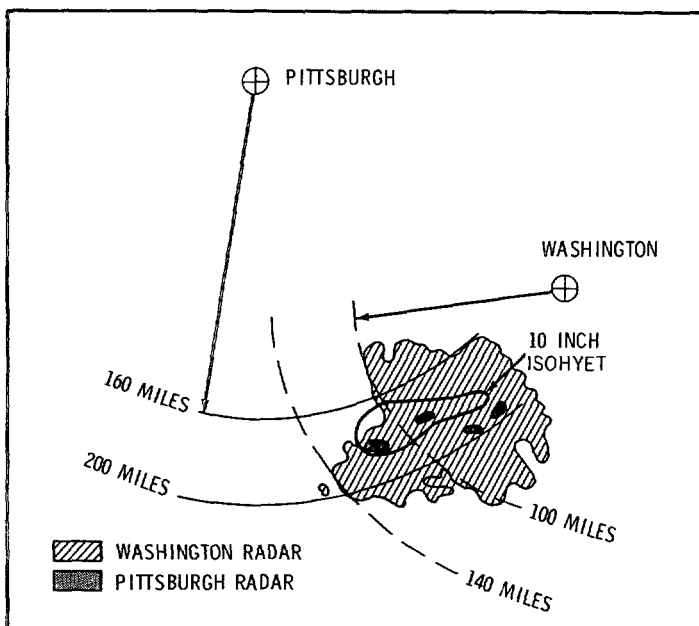 PITTSBURGH
WASHINGTON
10 INCH
ISOHYET
160 MILES
200 MILES
100 MILES
140 MILES
WASHINGTON RADAR
PITTSBURGH RADAR